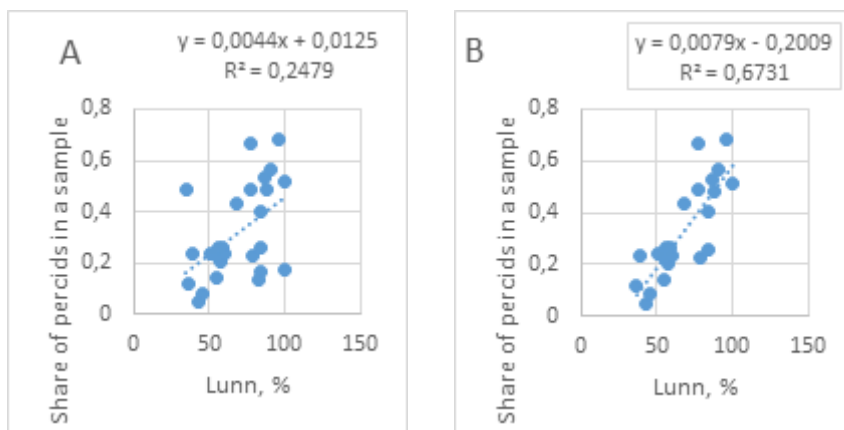 A
y = 0,0044x + 0,0125
R² = 0,2479
Share of percids in a sample
0,8
0,6
0,4
0,2
0
0
50
100
150
Lunn, %
B
y = 0,0079x - 0,2009
R² = 0,6731
Share of percids in a sample
0,8
0,6
0,4
0,2
0
0
50
100
150
Lunn, %